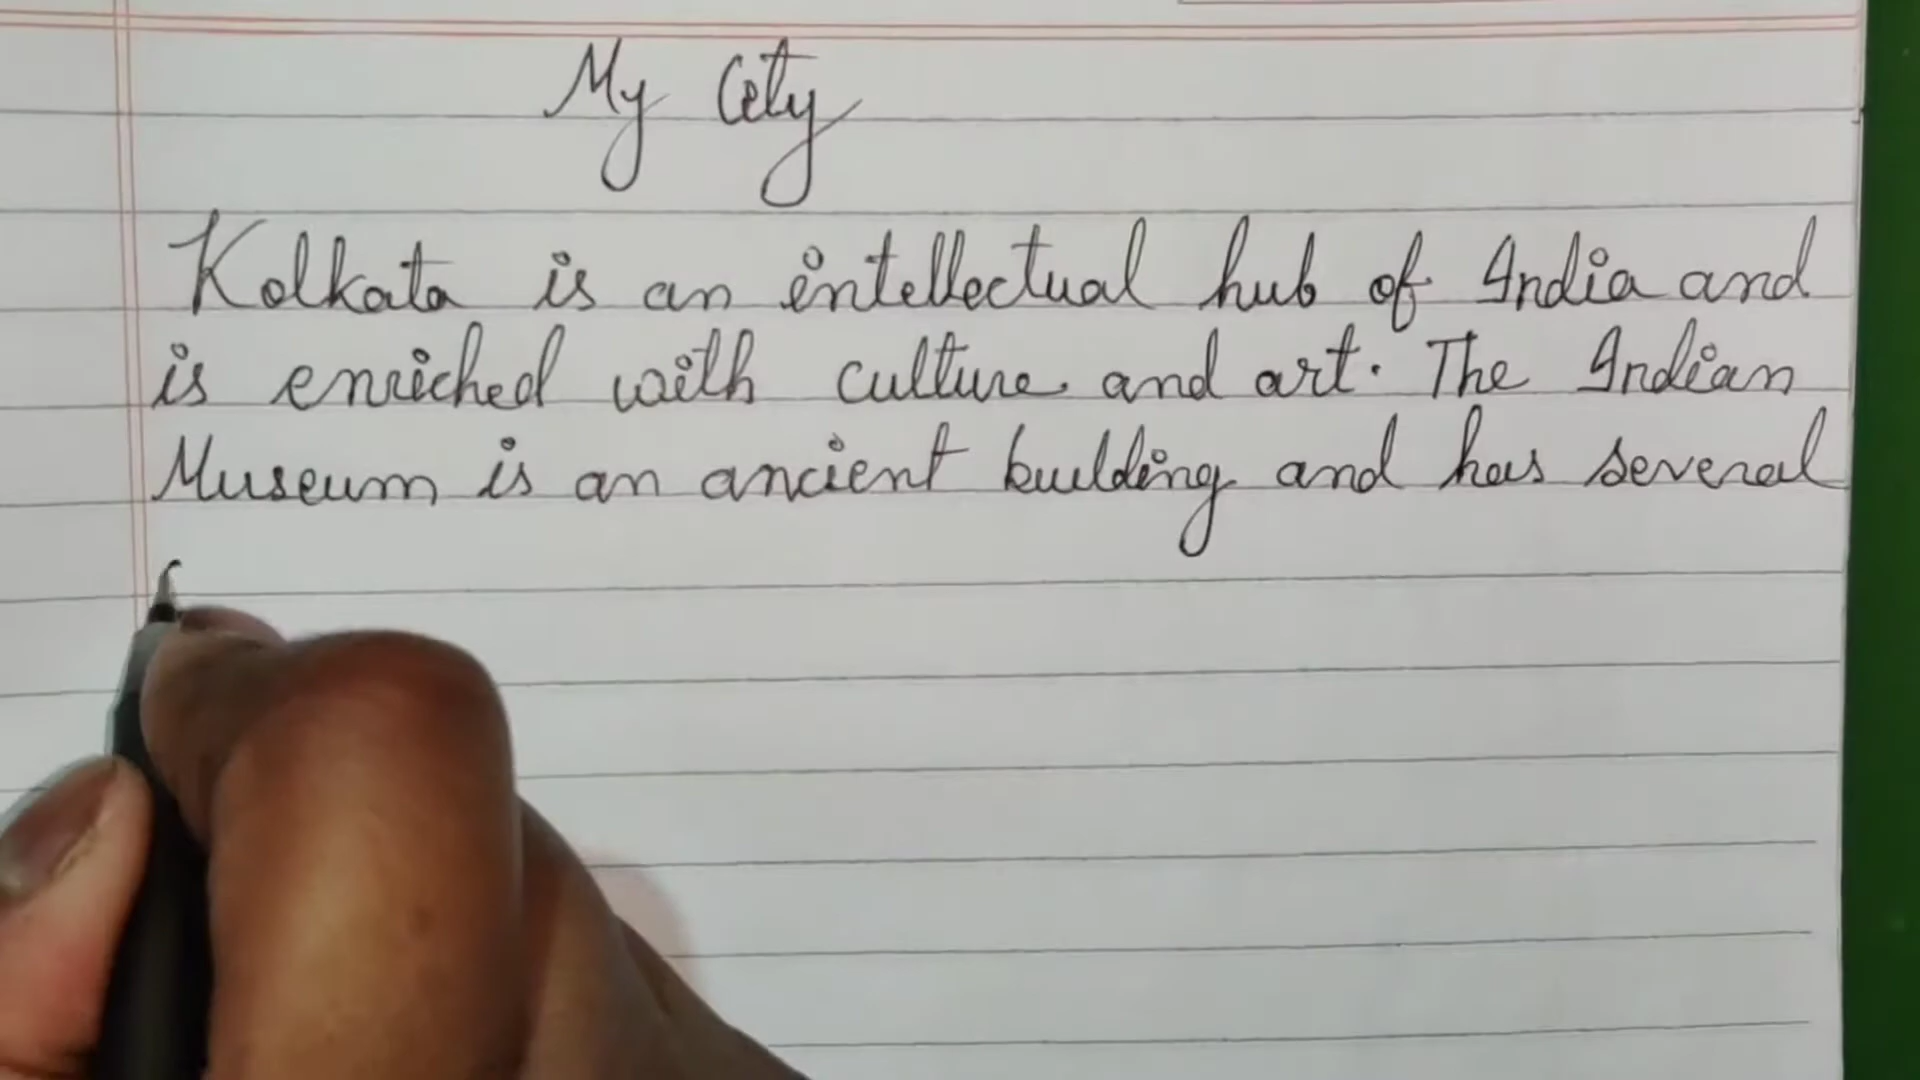 My City
Kolkata is an intellectual hub of India and
is enriched with culture and art. The Indian
Museum is an ancient building and has several